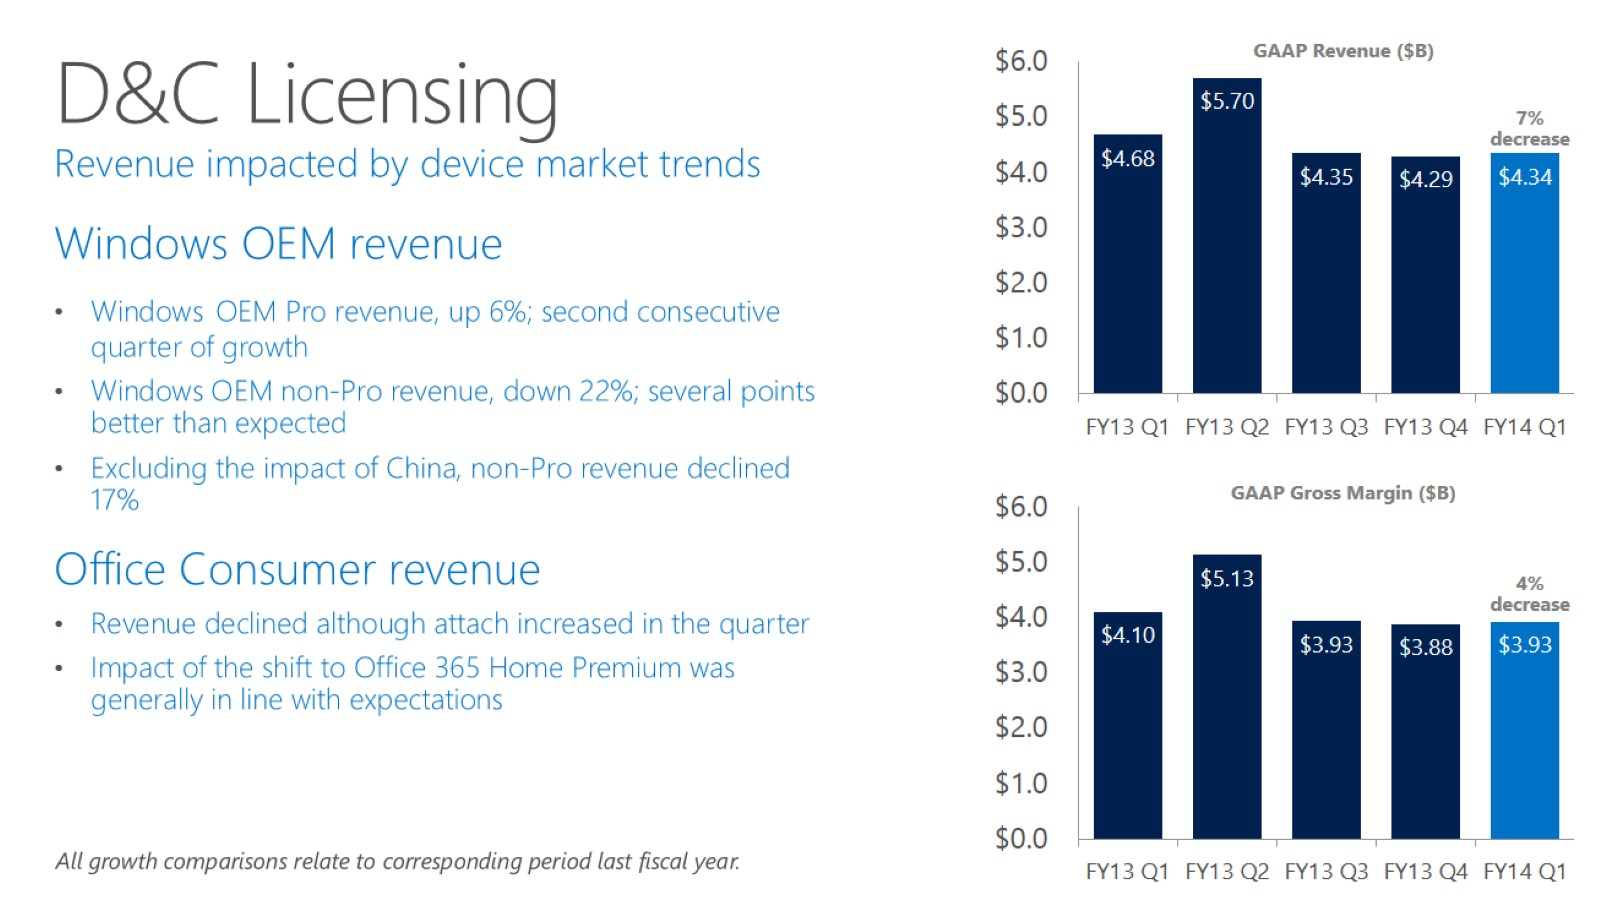 D&C Licensing
Revenue impacted by device market trends
Windows OEM revenue
• Windows OEM Pro revenue, up 6%; second consecutive
quarter of growth
• Windows OEM non-Pro revenue, down 22%; several points
better than expected
• Excluding the impact of China, non-Pro revenue declined
17%
Office Consumer revenue
• Revenue declined although attach increased in the quarter
• Impact of the shift to Office 365 Home Premium was
generally in line with expectations
All growth comparisons relate to corresponding period last fiscal year.
GAAP Revenue ($B)
$6.0
$5.0
$4.0
$3.0
$2.0
$1.0
$0.0
$4.68
$5.70
$4.35
$4.29
$4.34
7%
decrease
FY13 Q1 FY13 Q2 FY13 Q3 FY13 Q4 FY14 Q1
GAAP Gross Margin ($B)
$6.0
$5.0
$4.0
$3.0
$2.0
$1.0
$0.0
$4.10
$5.13
$3.93
$3.88
$3.93
4%
decrease
FY13 Q1 FY13 Q2 FY13 Q3 FY13 Q4 FY14 Q1